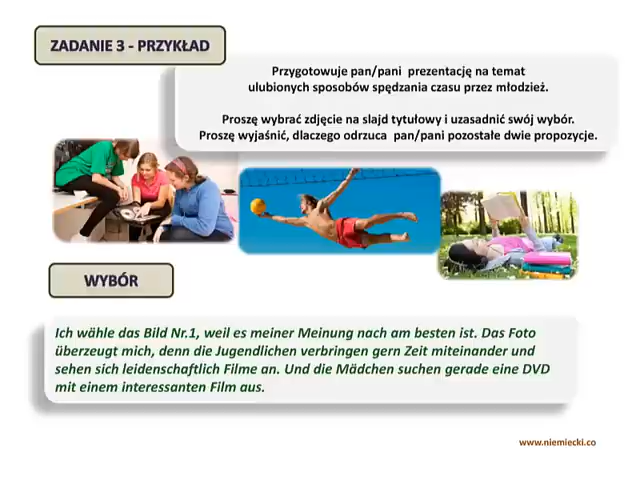 ZADANIE 3 - PRZYKŁAD
Przygotowuje pan/pani prezentację na temat
ulubionych sposobów spędzania czasu przez młodzież.
Proszę wybrać zdjęcie na slajd tytułowy i uzasadnić swój wybór.
Proszę wyjaśnić, dlaczego odrzuca pan/pani pozostałe dwie propozycje.
WYBÓR
Ich wähle das Bild Nr.1, weil es meiner Meinung nach am besten ist. Das Foto
überzeugt mich, denn die Jugendlichen verbringen gern Zeit miteinander und
sehen sich leidenschaftlich Filme an. Und die Mädchen suchen gerade eine DVD
mit einem interessanten Film aus.
www.niemiecki.co